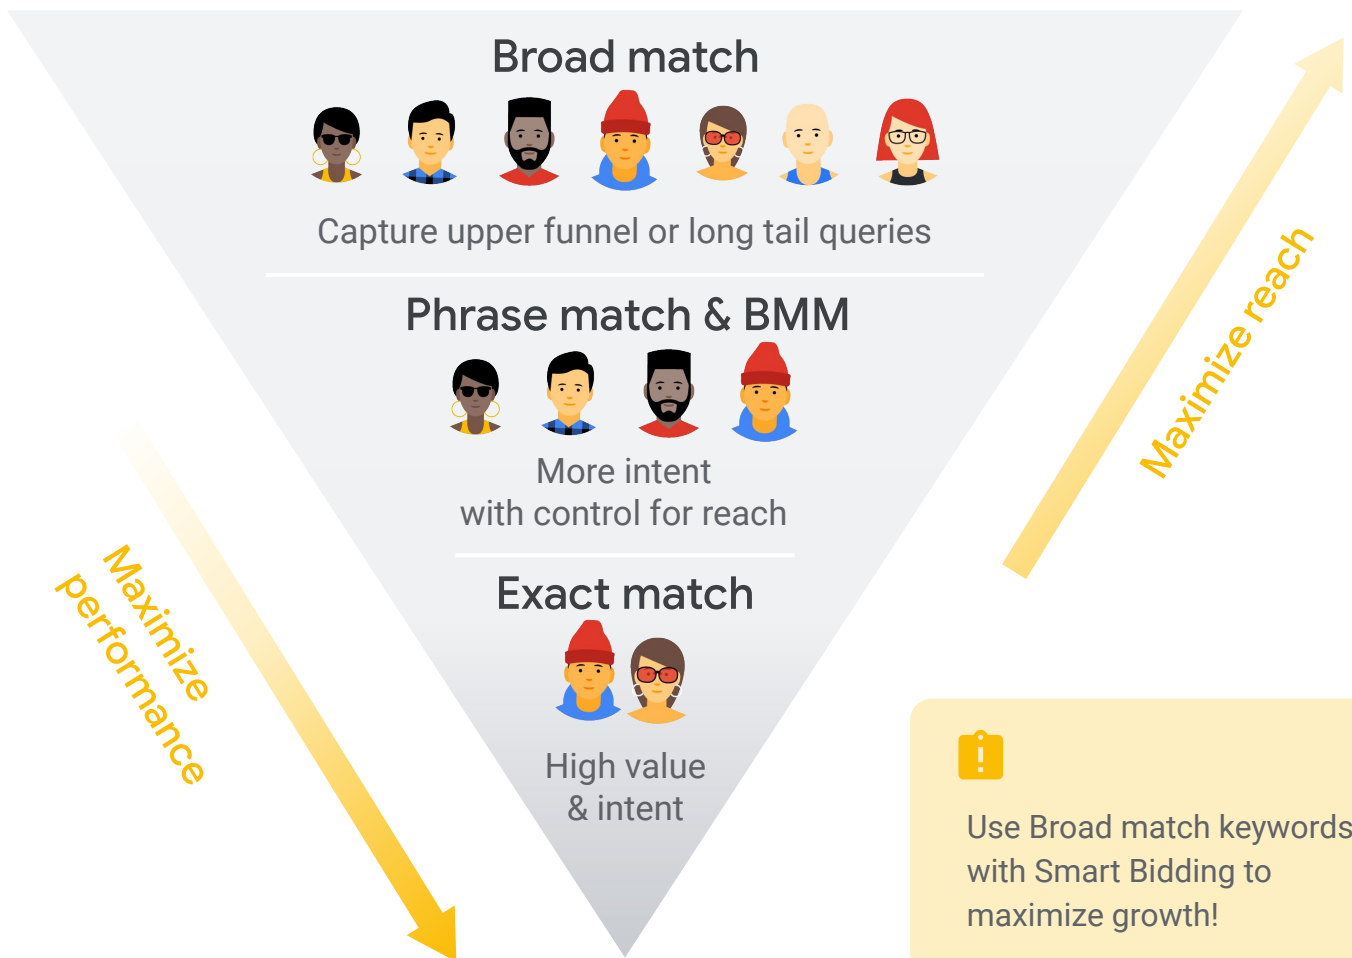 Broad match
Capture upper funnel or long tail queries
Phrase match & BMM
More intent
with control for reach
Exact match
High value
& intent
Maximize
performance
Maximize reach
Use Broad match keywords
with Smart Bidding to
maximize growth!